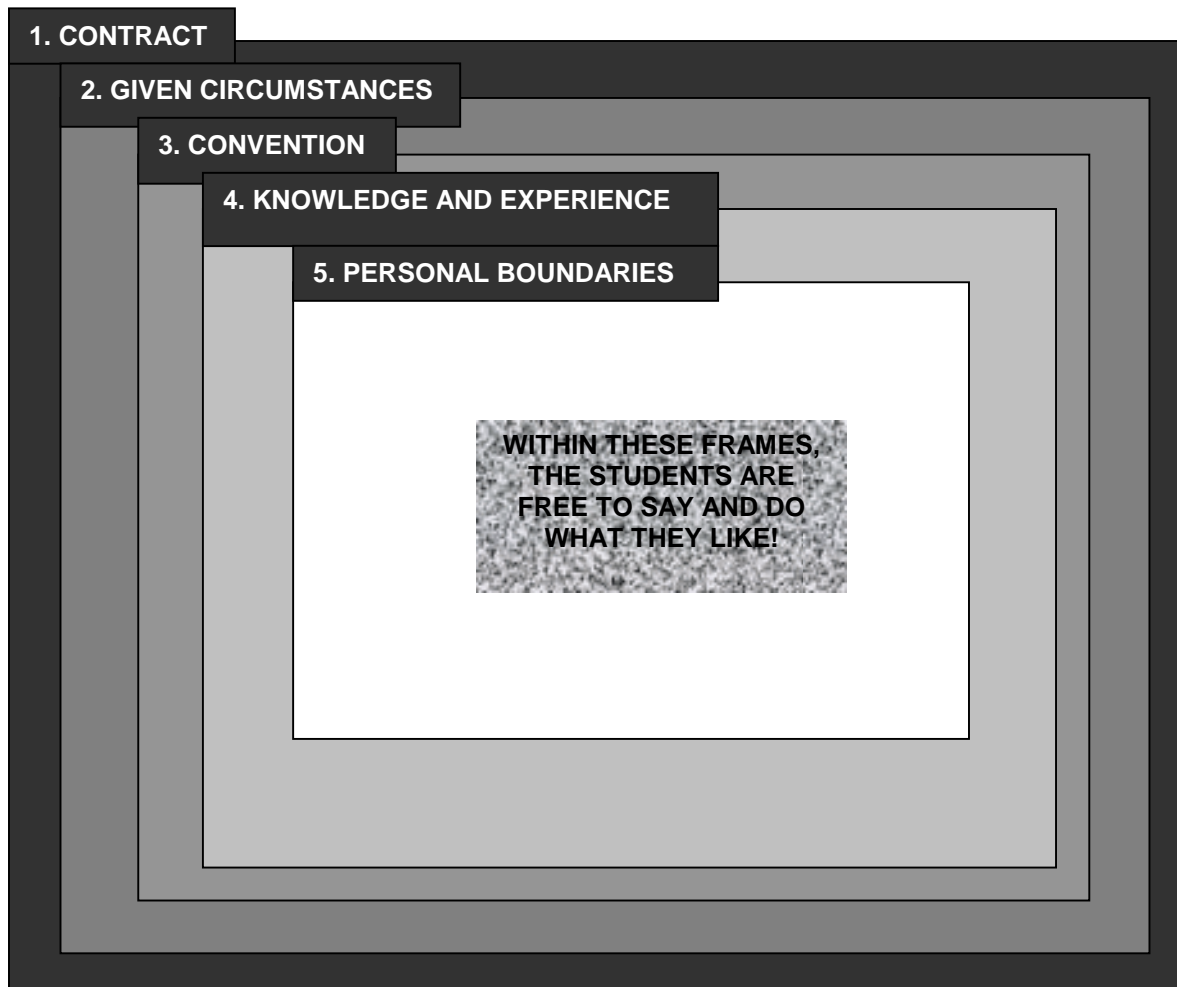 1. CONTRACT
2. GIVEN CIRCUMSTANCES
3. CONVENTION
4. KNOWLEDGE AND EXPERIENCE
5. PERSONAL BOUNDARIES
WITHIN THESE FRAMES,
THE STUDENTS ARE
FREE TO SAY AND DO
WHAT THEY LIKE!